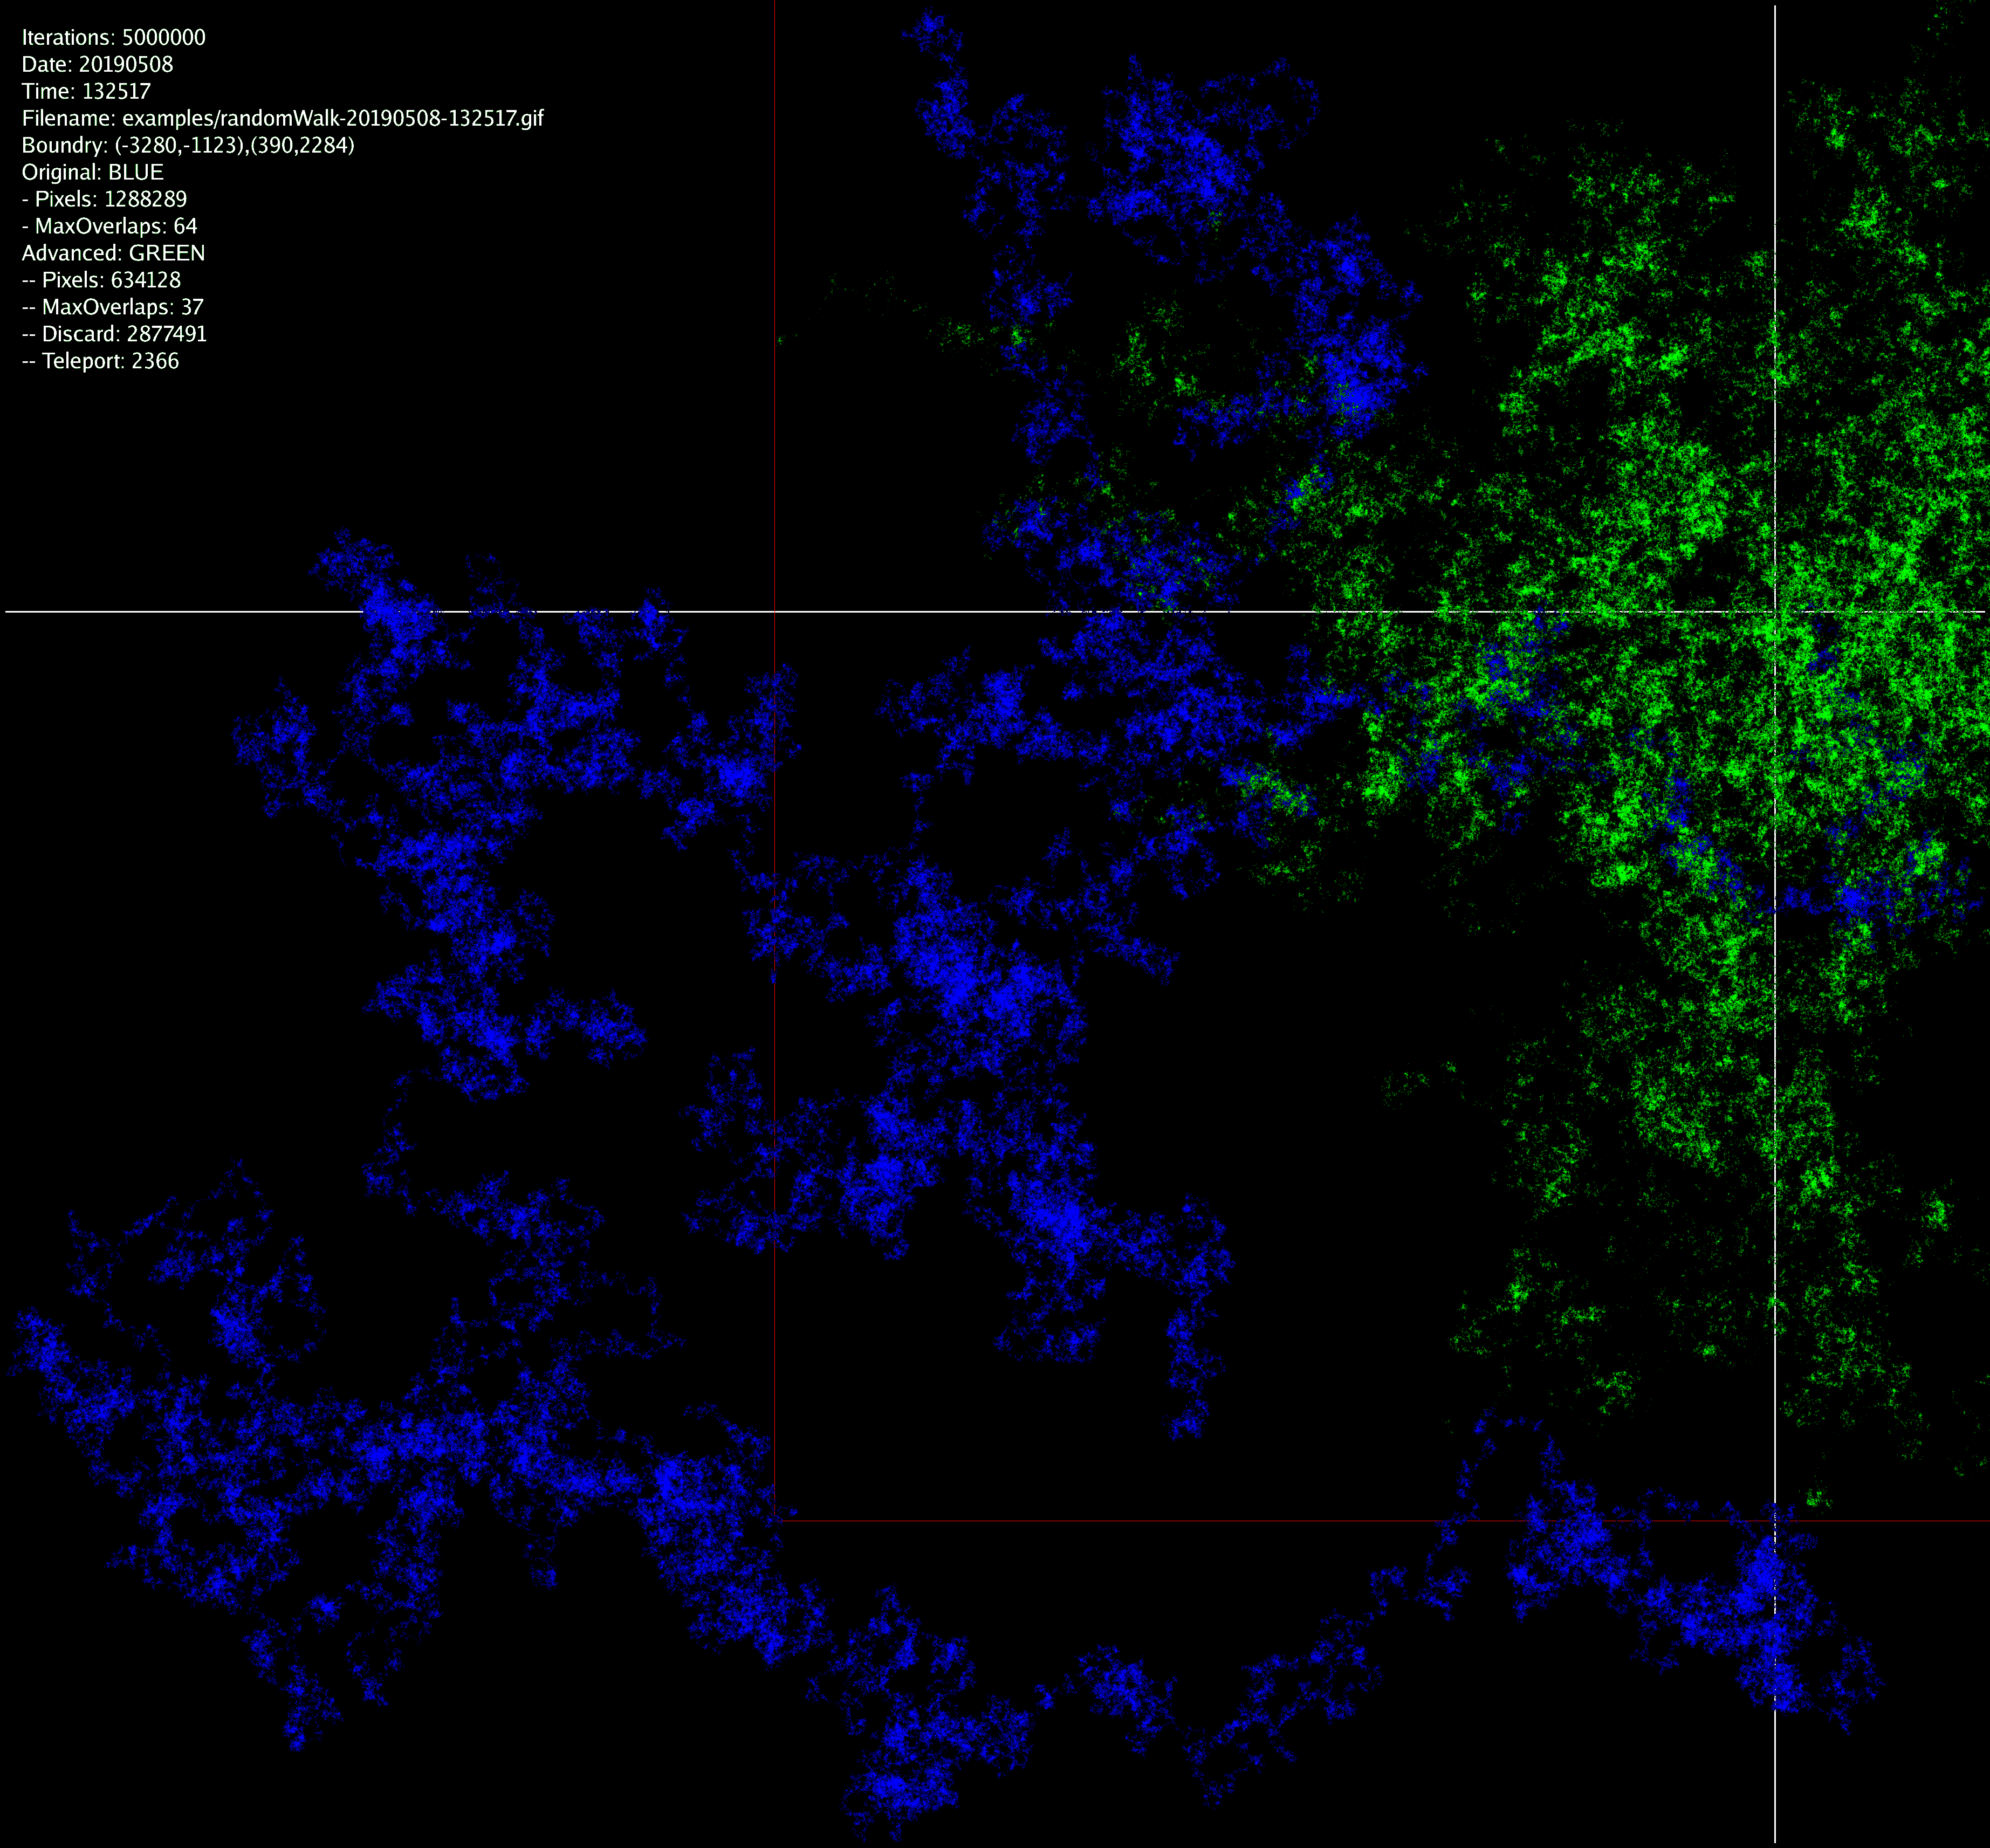 Iterations: 5000000
Date: 20190508
Time: 132517
Filename: examples/randomWalk-20190508-132517.gif
Boundry: (-3280,-1123),(390,2284)
Original: BLUE
- Pixels: 1288289
- MaxOverlaps: 64
Advanced: GREEN
-- Pixels: 634128
-- MaxOverlaps: 37
-- Discard: 2877491
-- Teleport: 2366